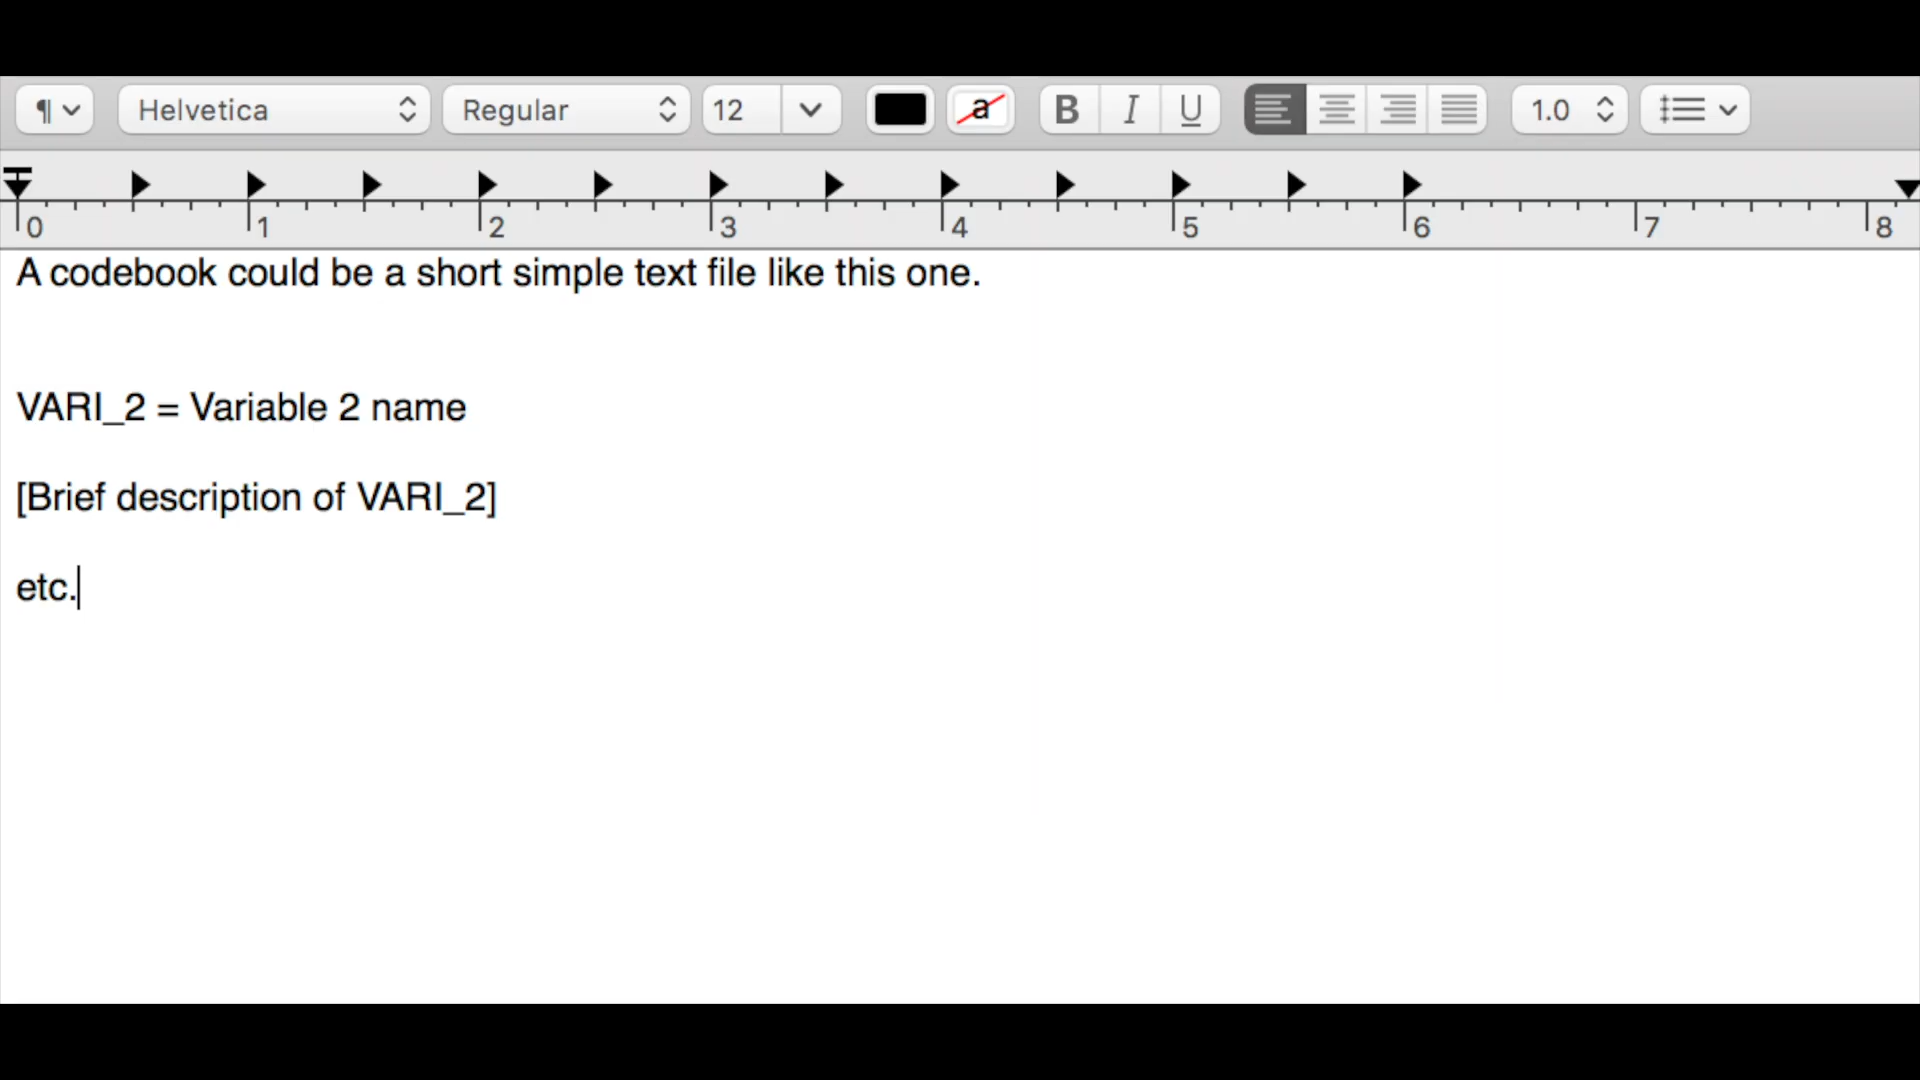 ¶ Helvetica Regular 12 a B I U 1.0
0 1 2 3 4 5 6 7 8
A codebook could be a short simple text file like this one.
VARI_2 = Variable 2 name
[Brief description of VARI_2]
etc.